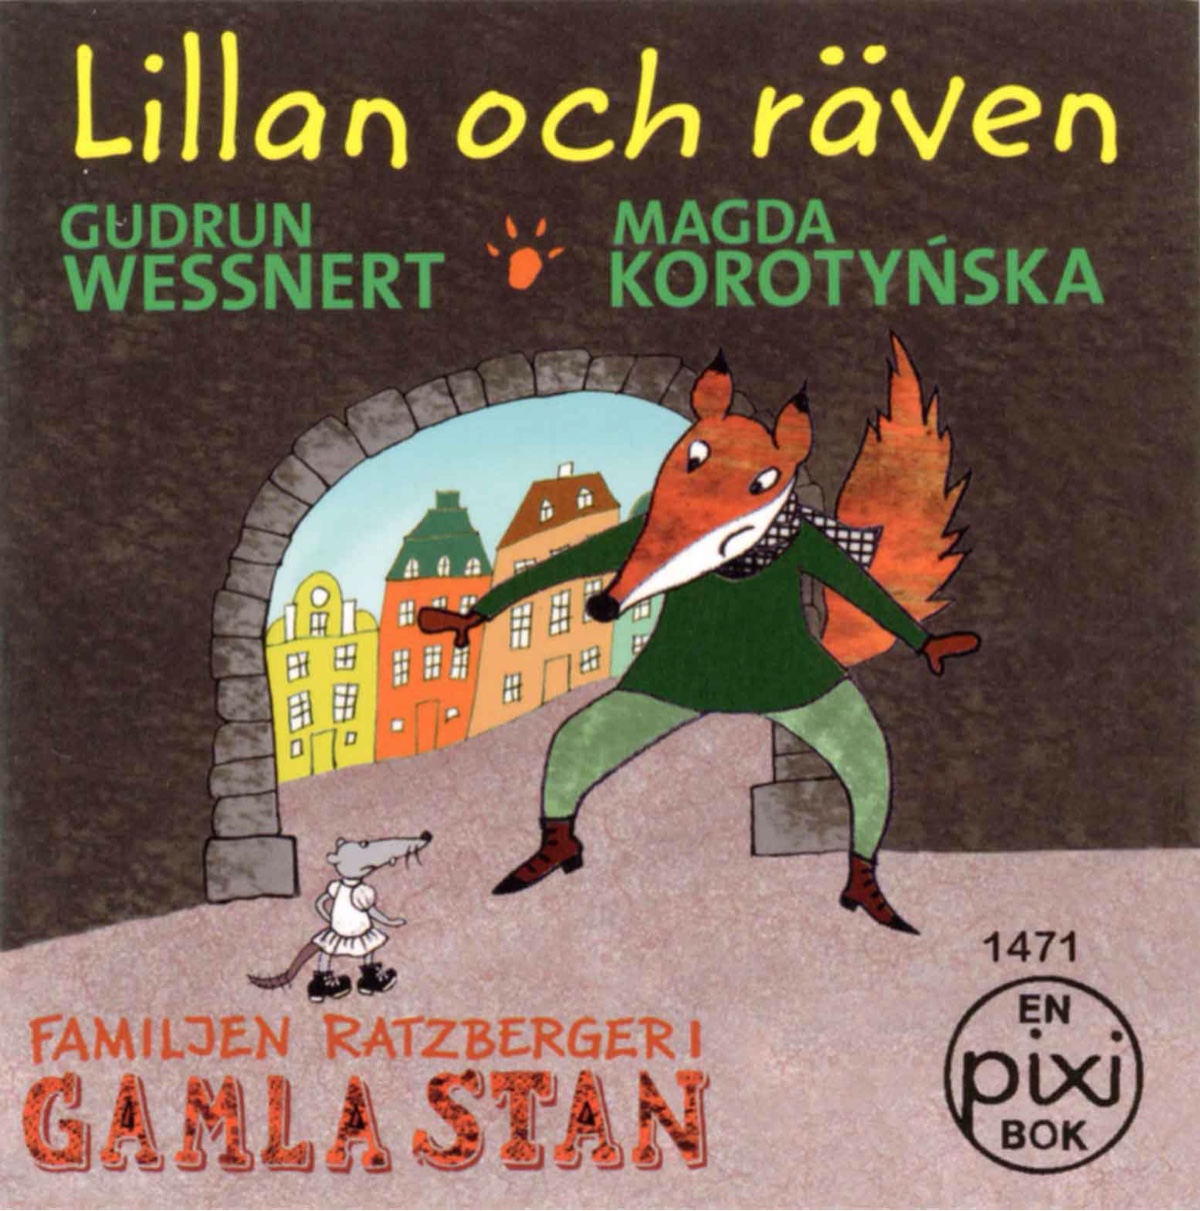 Lillan och räven
GUDRUN
WESSNERT
MAGDA
KOROTYŃSKA
1471
EN
pixi
BOK
FAMILJEN RATZBERGER I
GAMLA STAN